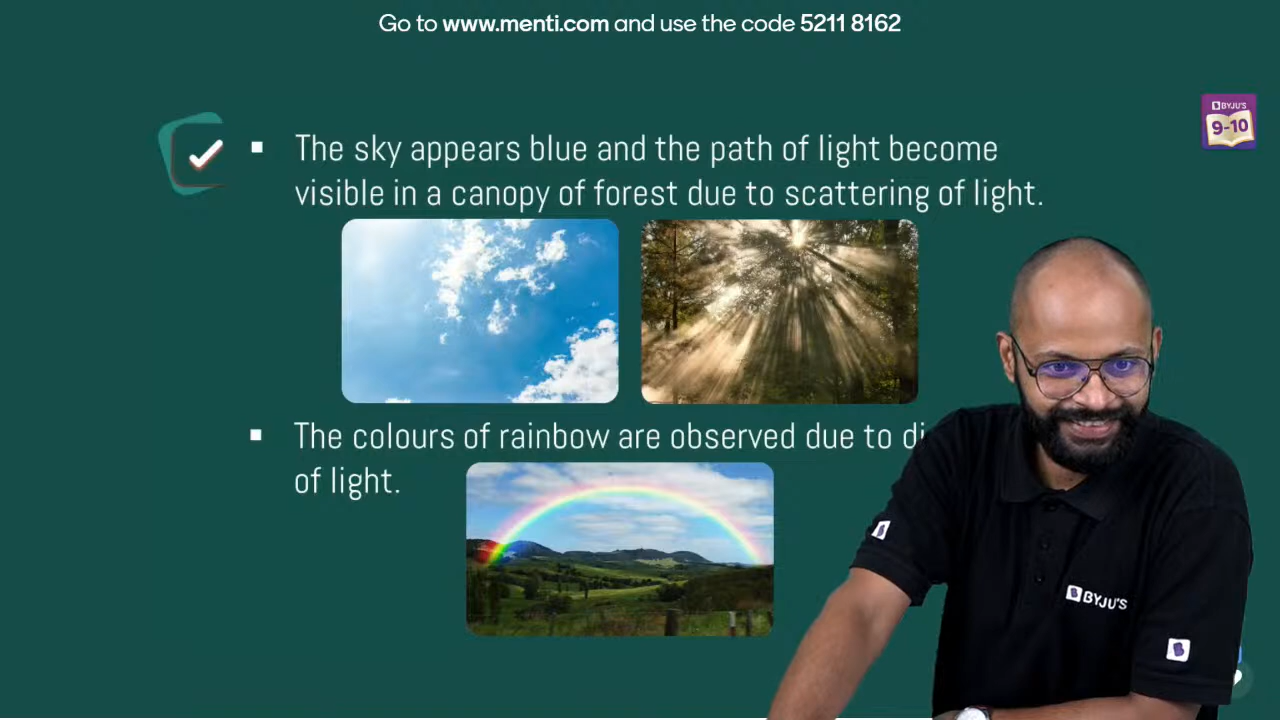 Go to www.menti.com and use the code 5211 8162
BYJU'S
9-10
The sky appears blue and the path of light become
visible in a canopy of forest due to scattering of light.
The colours of rainbow are observed due to
of light.
BYJU'S